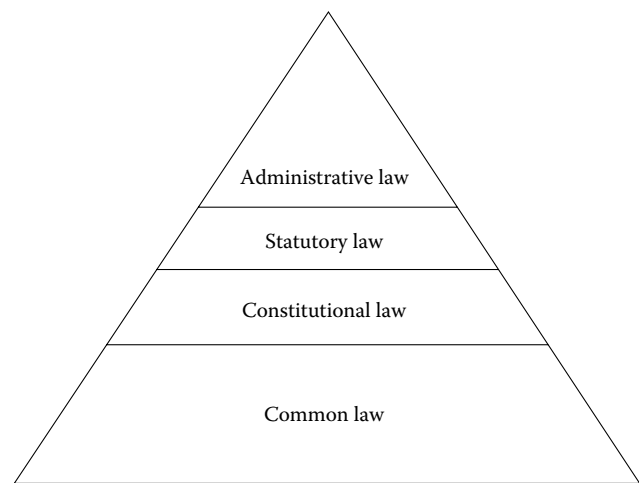 Administrative law
Statutory law
Constitutional law
Common law